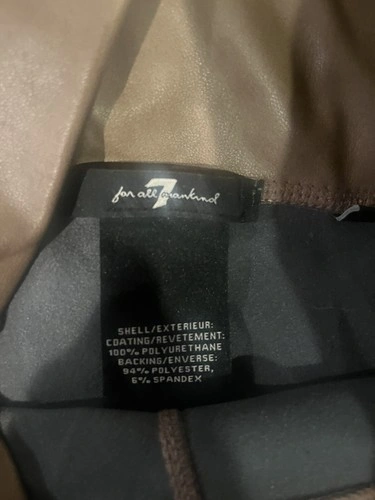 for all 7 mankind
SHELL/EXTERIEUR:
COATING/REVETEMENT:
100% POLYURETHANE
BACKING/ENVERSE:
94% POLYESTER,
6% SPANDEX